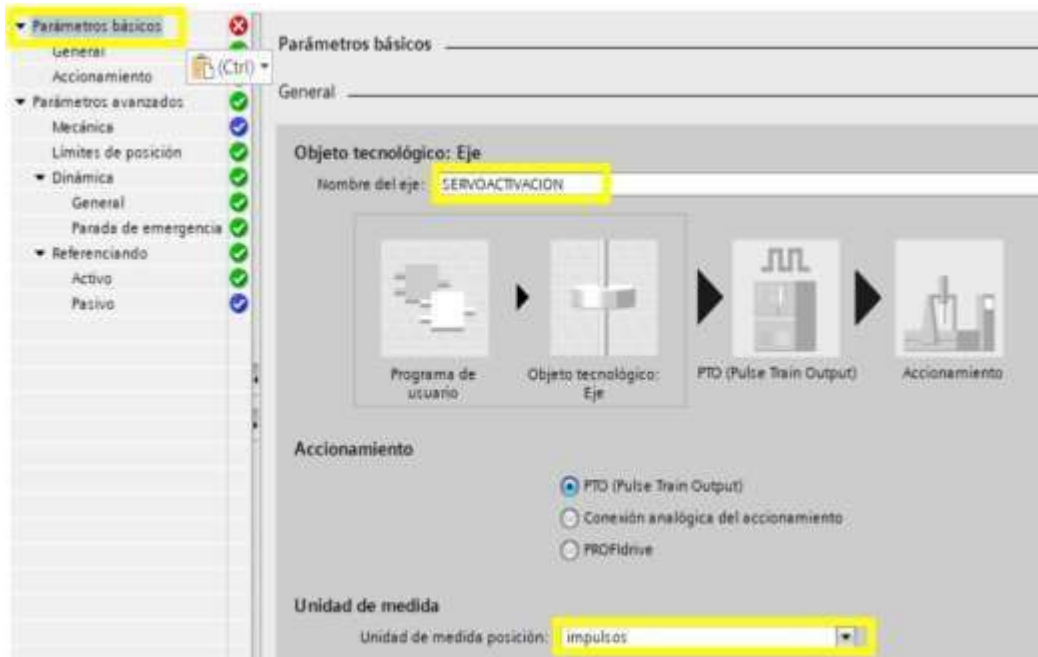 Parámetros básicos
General
Accionamiento
(Ctrl)
Parámetros avanzados
Mecánica
Límites de posición
Dinámica
General
Parada de emergencia
Referenciando
Activo
Pasivo
Parámetros básicos
General
Objeto tecnológico: Eje
Nombre del eje: SERVOACTIVACION
Programa de
usuario
Objeto tecnológico:
Eje
PTO (Pulse Train Output)
Accionamiento
Accionamiento
PTO (Pulse Train Output)
Conexión analógica del accionamiento
PROFIdrive
Unidad de medida
Unidad de medida posición: impulsos